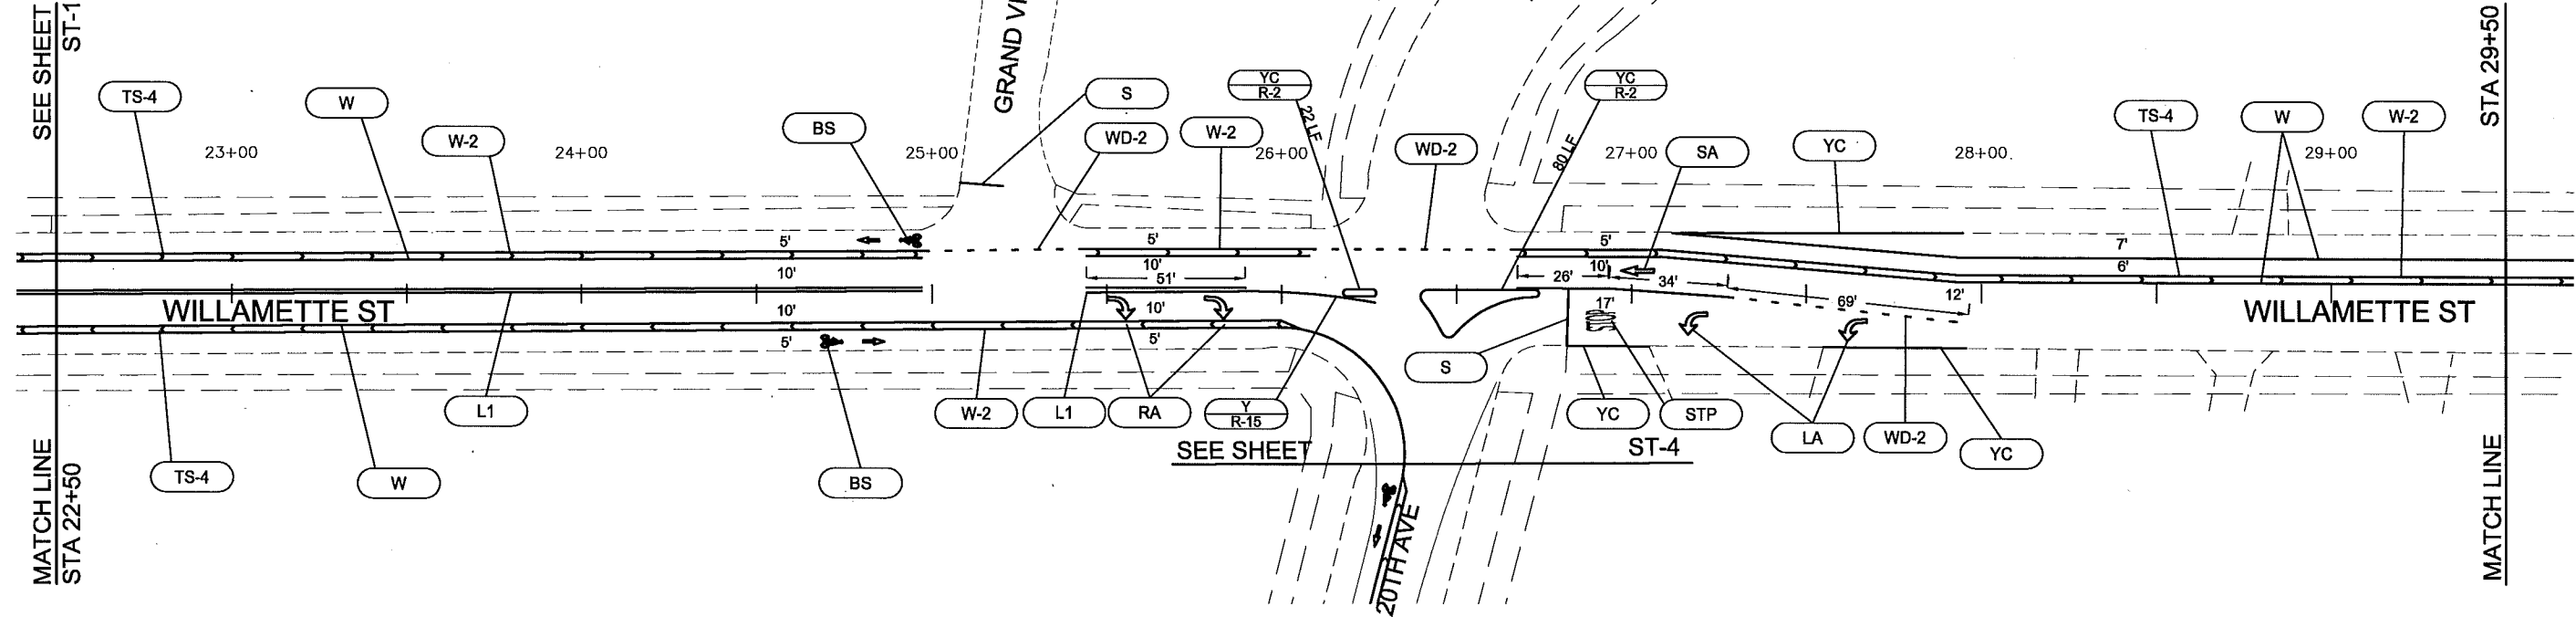 SEE SHEET
ST-1
GRAND VI
SEE SHEET
ST-4
STA 29+50
TS-4
W
W-2
BS
S
WD-2
W-2
YC
R-2
22 LF
WD-2
YC
R-2
80 LF
SA
YC
TS-4
W
W-2
23+00
24+00
25+00
26+00
27+00
28+00
29+00
5'
5'
5'
7'
10'
10'
51'
10'
26'
34'
6'
WILLAMETTE ST
10'
10'
17'
69'
12'
WILLAMETTE ST
5'
5'
L1
W-2
L1
RA
Y
R-15
S
YC
STP
LA
WD-2
YC
TS-4
W
BS
MATCH LINE
STA 22+50
20TH AVE
MATCH LINE